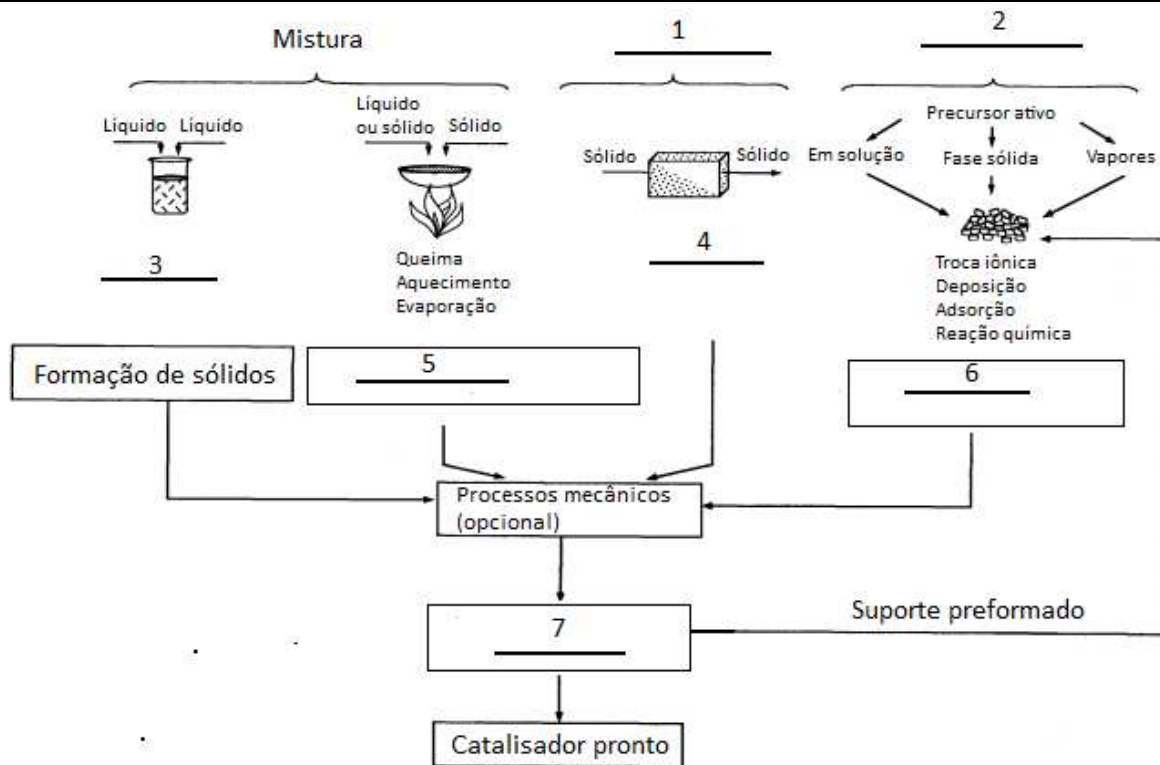 Mistura
1
2
Líquido Líquido
Líquido
ou sólido
Sólido
Sólido
Sólido
Precursor ativo
Em solução
Fase sólida
Vapores
3
Queima
Aquecimento
Evaporação
4
Troca iônica
Deposição
Adsorção
Reação química
Formação de sólidos
5
6
Processos mecânicos
(opcional)
7
Suporte preformado
Catalisador pronto